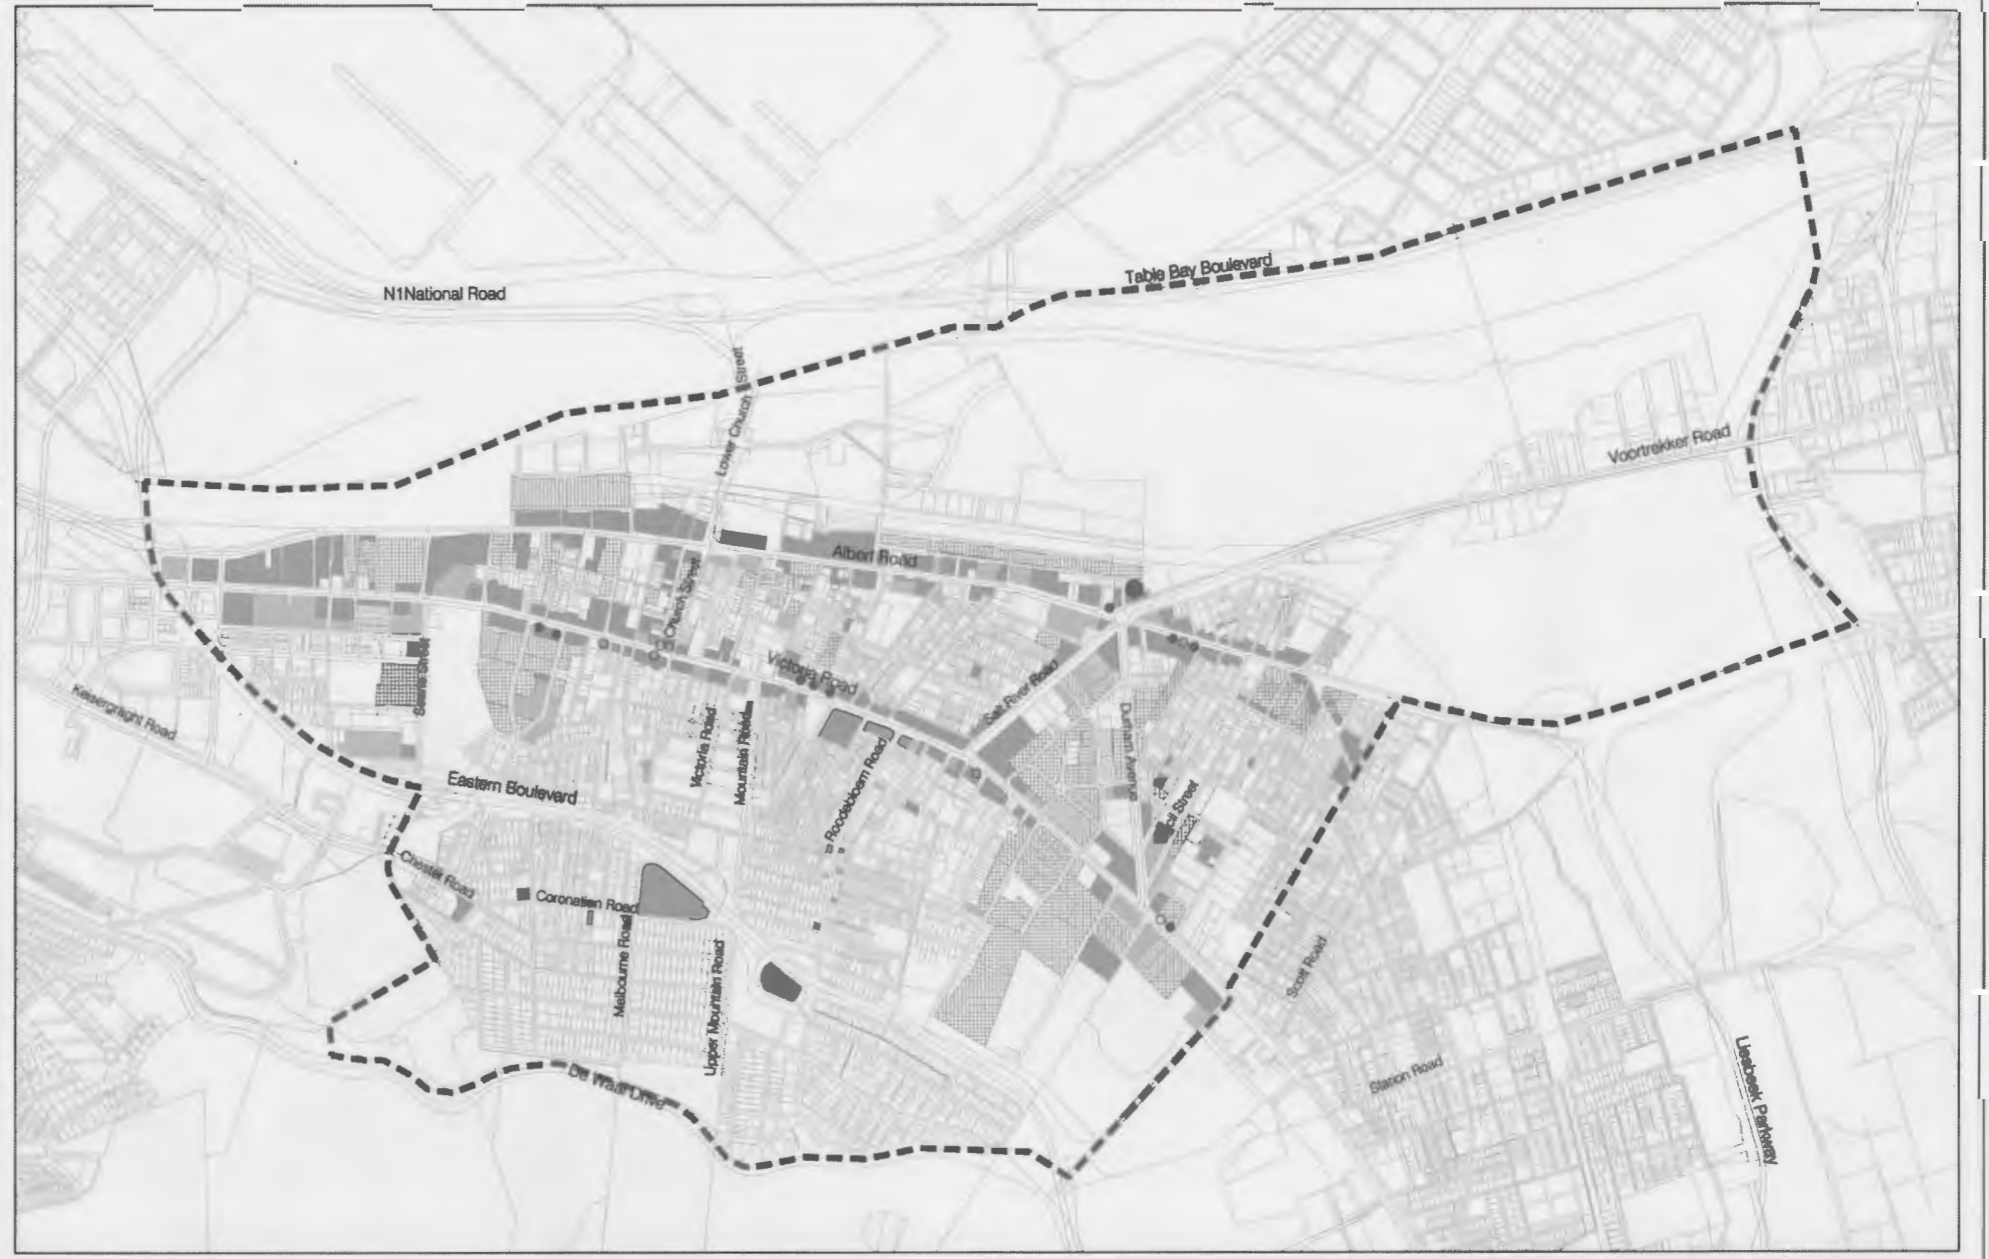 Table Bay Boulevard
N1National Road
Lower Church Street
Voortrekker Road
Albert Road
Church Street
Victoria Road
Salt River Road
Keisergraght Road
Searle Street
Victoria Road
Mountain Road
Durham Avenue
Roodebloem Road
Street
Eastern Boulevard
Chester Road
Coronation Road
Melbourne Road
Upper Mountain Road
Scott Road
De Waal Drive
Station Road
Liesbeek Parkway